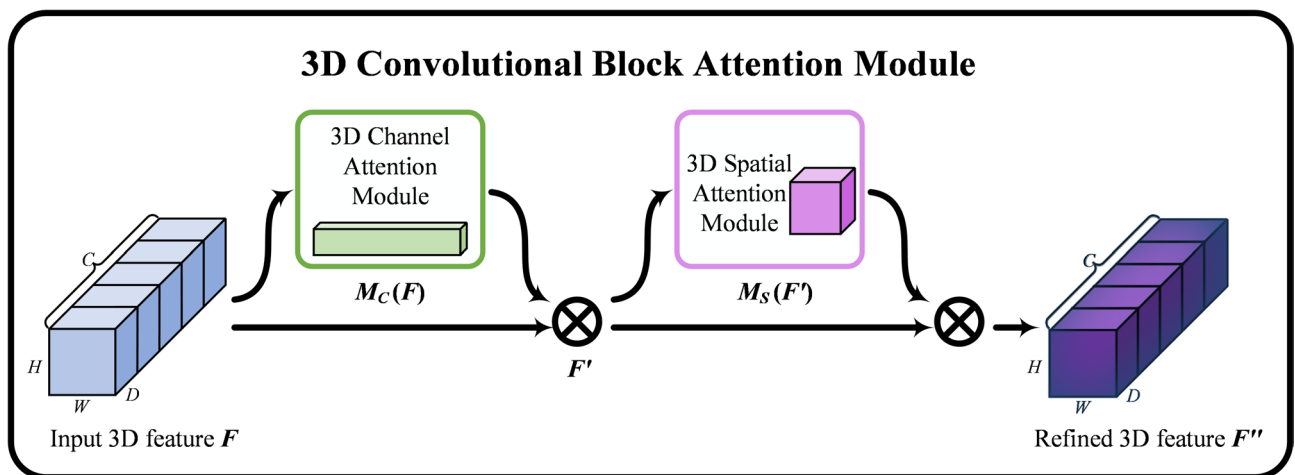 3D Convolutional Block Attention Module
3D Channel
Attention
Module
3D Spatial
Attention
Module
C
M_C(F)
M_S(F')
C
H
W
D
F'
H
W
D
Input 3D feature F
Refined 3D feature F''